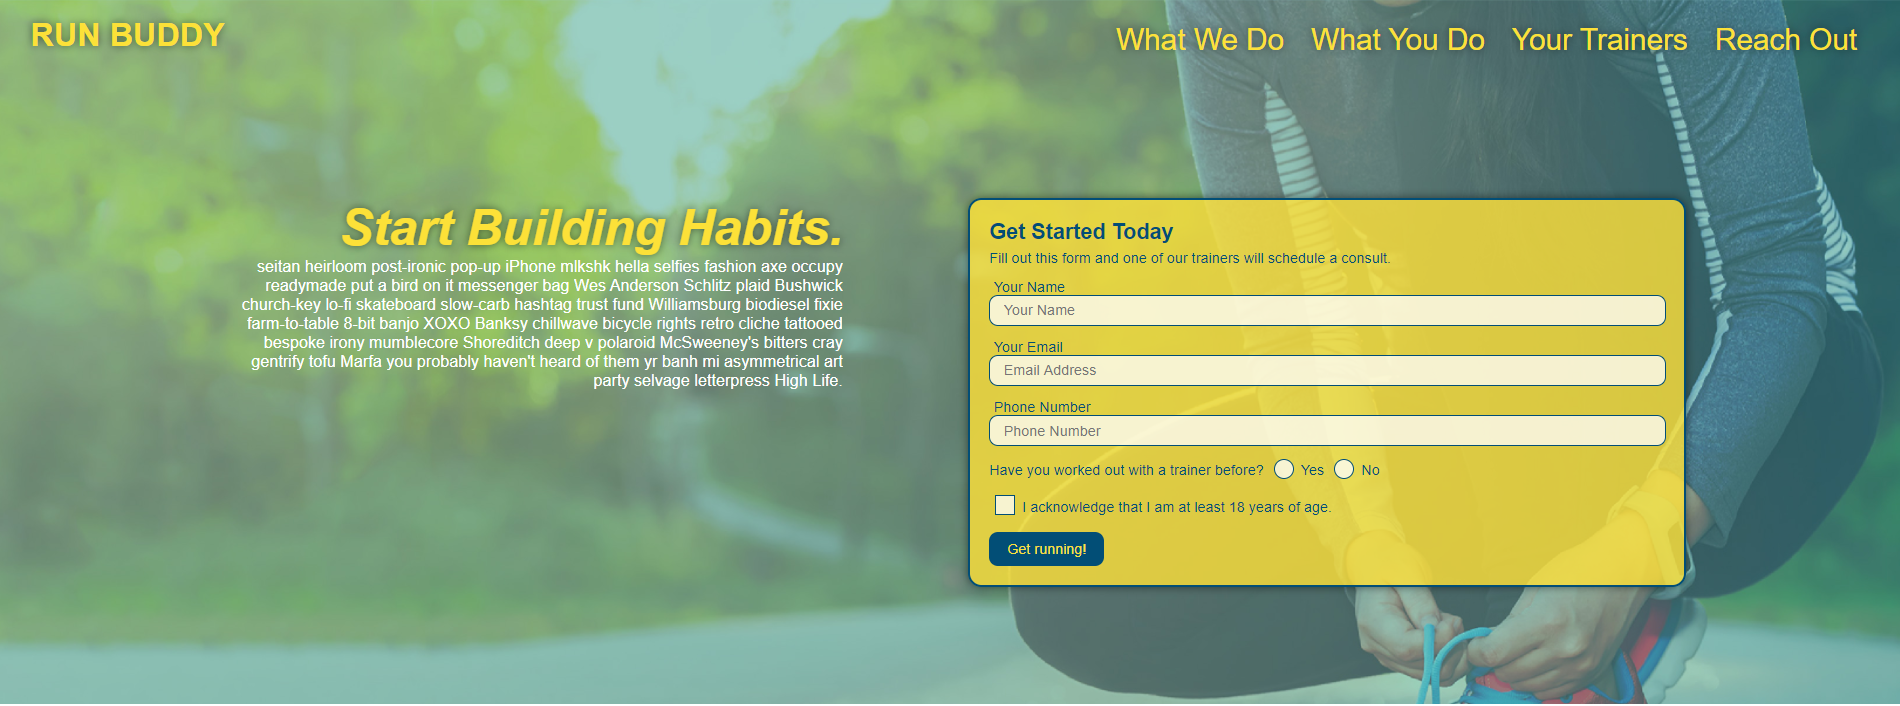 RUN BUDDY
What We Do What You Do Your Trainers Reach Out
Start Building Habits.
seitan heirloom post-ironic pop-up iPhone mlkshk hella selfies fashion axe occupy
readymade put a bird on it messenger bag Wes Anderson Schlitz plaid Bushwick
church-key lo-fi skateboard slow-carb hashtag trust fund Williamsburg biodiesel fixie
farm-to-table 8-bit banjo XOXO Banksy chillwave bicycle rights retro cliche tattooed
bespoke irony mumblecore Shoreditch deep v polaroid McSweeney's bitters cray
gentrify tofu Marfa you probably haven't heard of them yr banh mi asymmetrical art
party selvage letterpress High Life.
Get Started Today
Fill out this form and one of our trainers will schedule a consult.
Your Name
Your Name
Your Email
Email Address
Phone Number
Phone Number
Have you worked out with a trainer before? Yes No
I acknowledge that I am at least 18 years of age.
Get running!